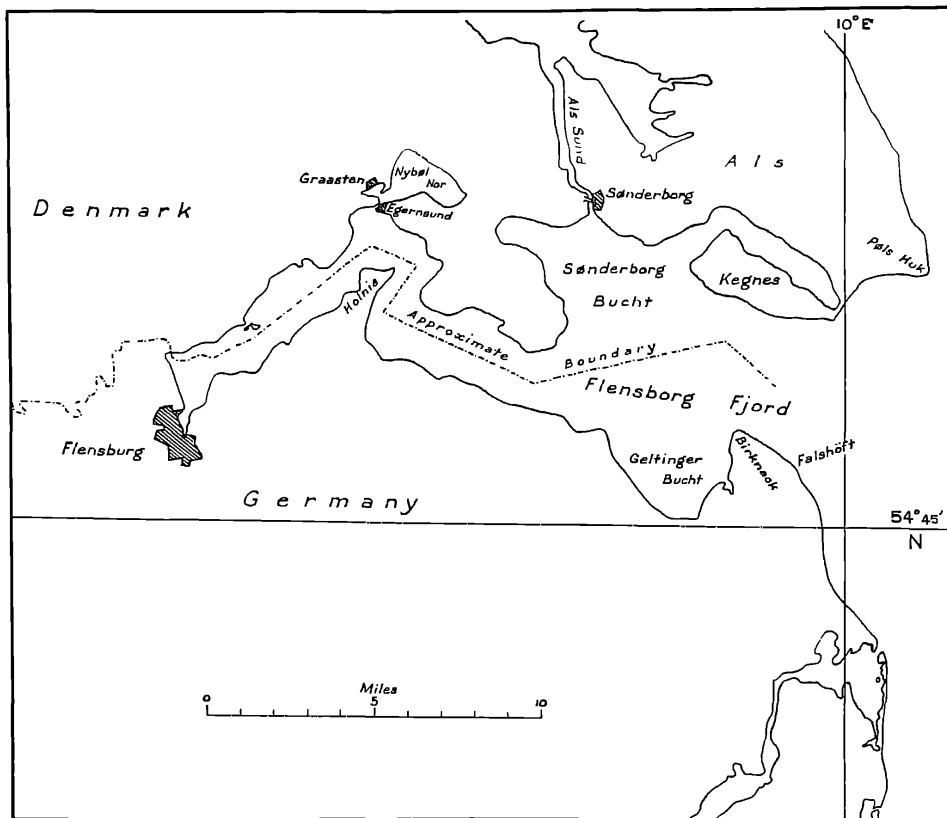 10°E
Als Sund
Als
Graasten
Nybøl
Nor
Egernsund
Sønderborg
Denmark
Pøls Huk
Sønderborg
Bucht
Kegnes
Holnis
Approximate
Boundary
Flensborg Fjord
Flensburg
Geltinger
Bucht
Birknack
Falshöft
Germany
54°45'
N
Miles
0
5
10